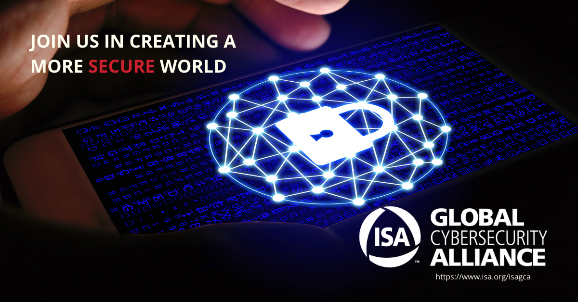 JOIN US IN CREATING A
MORE SECURE WORLD
ISA
GLOBAL
CYBERSECURITY
ALLIANCE
https://www.isa.org/isagca